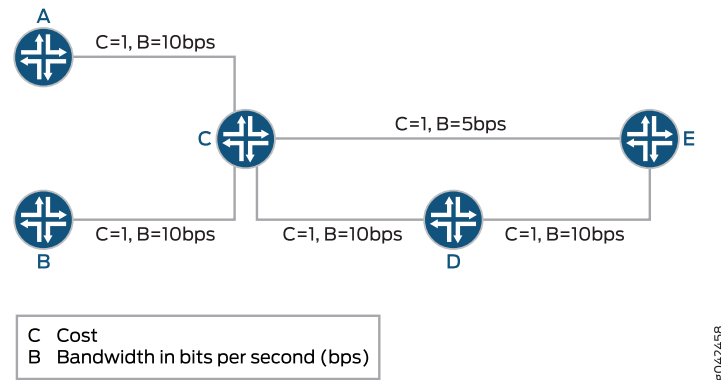 A
C=1, B=10bps
C
C=1, B=5bps
E
B
C=1, B=10bps
C=1, B=10bps
D
C=1, B=10bps
C Cost
B Bandwidth in bits per second (bps)
g042458